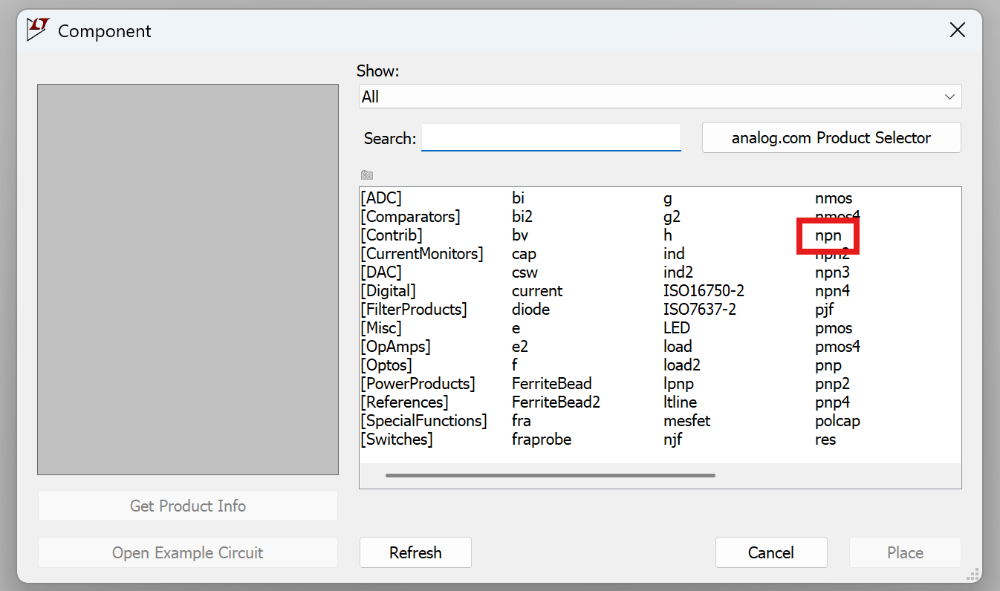 Component
Show:
All
Search:
analog.com Product Selector
[ADC] bi g nmos
[Comparators] bi2 g2 nmos4
[Contrib] bv h npn
[CurrentMonitors] cap ind npn2
[DAC] csw ind2 npn3
[Digital] current ISO16750-2 npn4
[FilterProducts] diode ISO7637-2 pjf
[Misc] e LED pmos
[OpAmps] e2 load pmos4
[Optos] f load2 pnp
[PowerProducts] FerriteBead lpnp pnp2
[References] FerriteBead2 ltline pnp4
[SpecialFunctions] fra mesfet polcap
[Switches] fraprobe njf res
Get Product Info
Open Example Circuit
Refresh
Cancel
Place